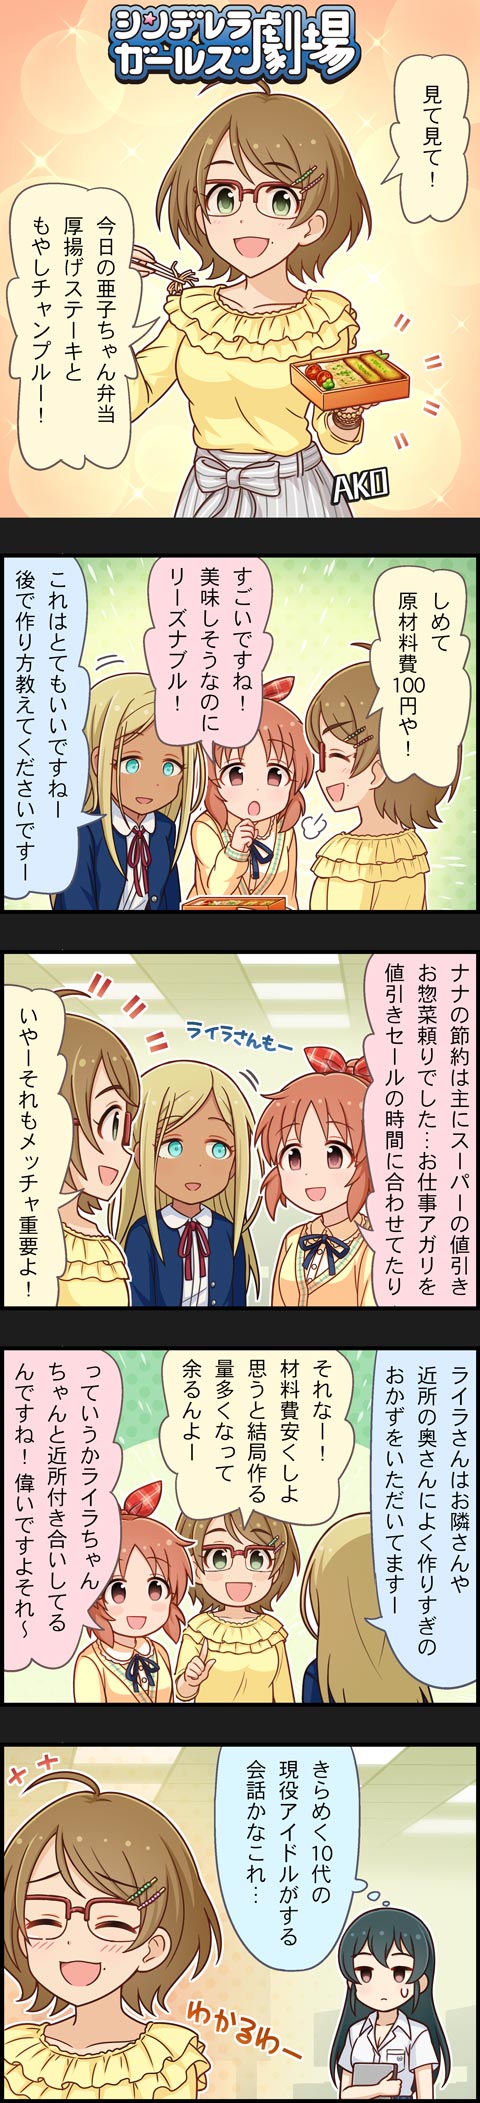 シンデレラ
ガールズ劇場
見て見て！
今日の亜子ちゃん弁当
厚揚げステーキと
もやしチャンプルー！
AKO
しめて
原材料費
100円や！
すごいですね！
美味しそうなのに
リーズナブル！
これはとてもいいですねー
後で作り方教えてくださいですー
ナナの節約は主にスーパーの値引き
お惣菜頼りでした…お仕事アガリを
値引きセールの時間に合わせてたり
ライラさんもー
いやーそれもメッチャ重要よ！
ライラさんはお隣さんや
近所の奥さんによく作りすぎの
おかずをいただいてますー
それなー！
材料費安くしよ
思うと結局作る
量多くなって
余るんよー
っていうかライラちゃん
ちゃんと近所付き合いしてる
んですね！偉いですよそれ～
きらめく10代の
現役アイドルがする
会話かなこれ…
わかるわー